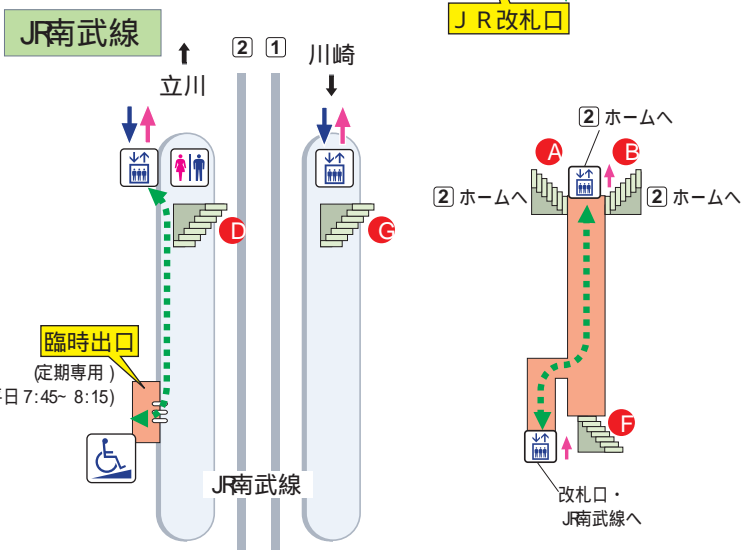 JR南武線
立川
2 1
川崎
D
G
臨時出口
(定期専用)
日7:45~ 8:15)
JR南武線
JR改札口
2 ホームへ
A
B
2 ホームへ
2 ホームへ
F
改札口・
JR南武線へ